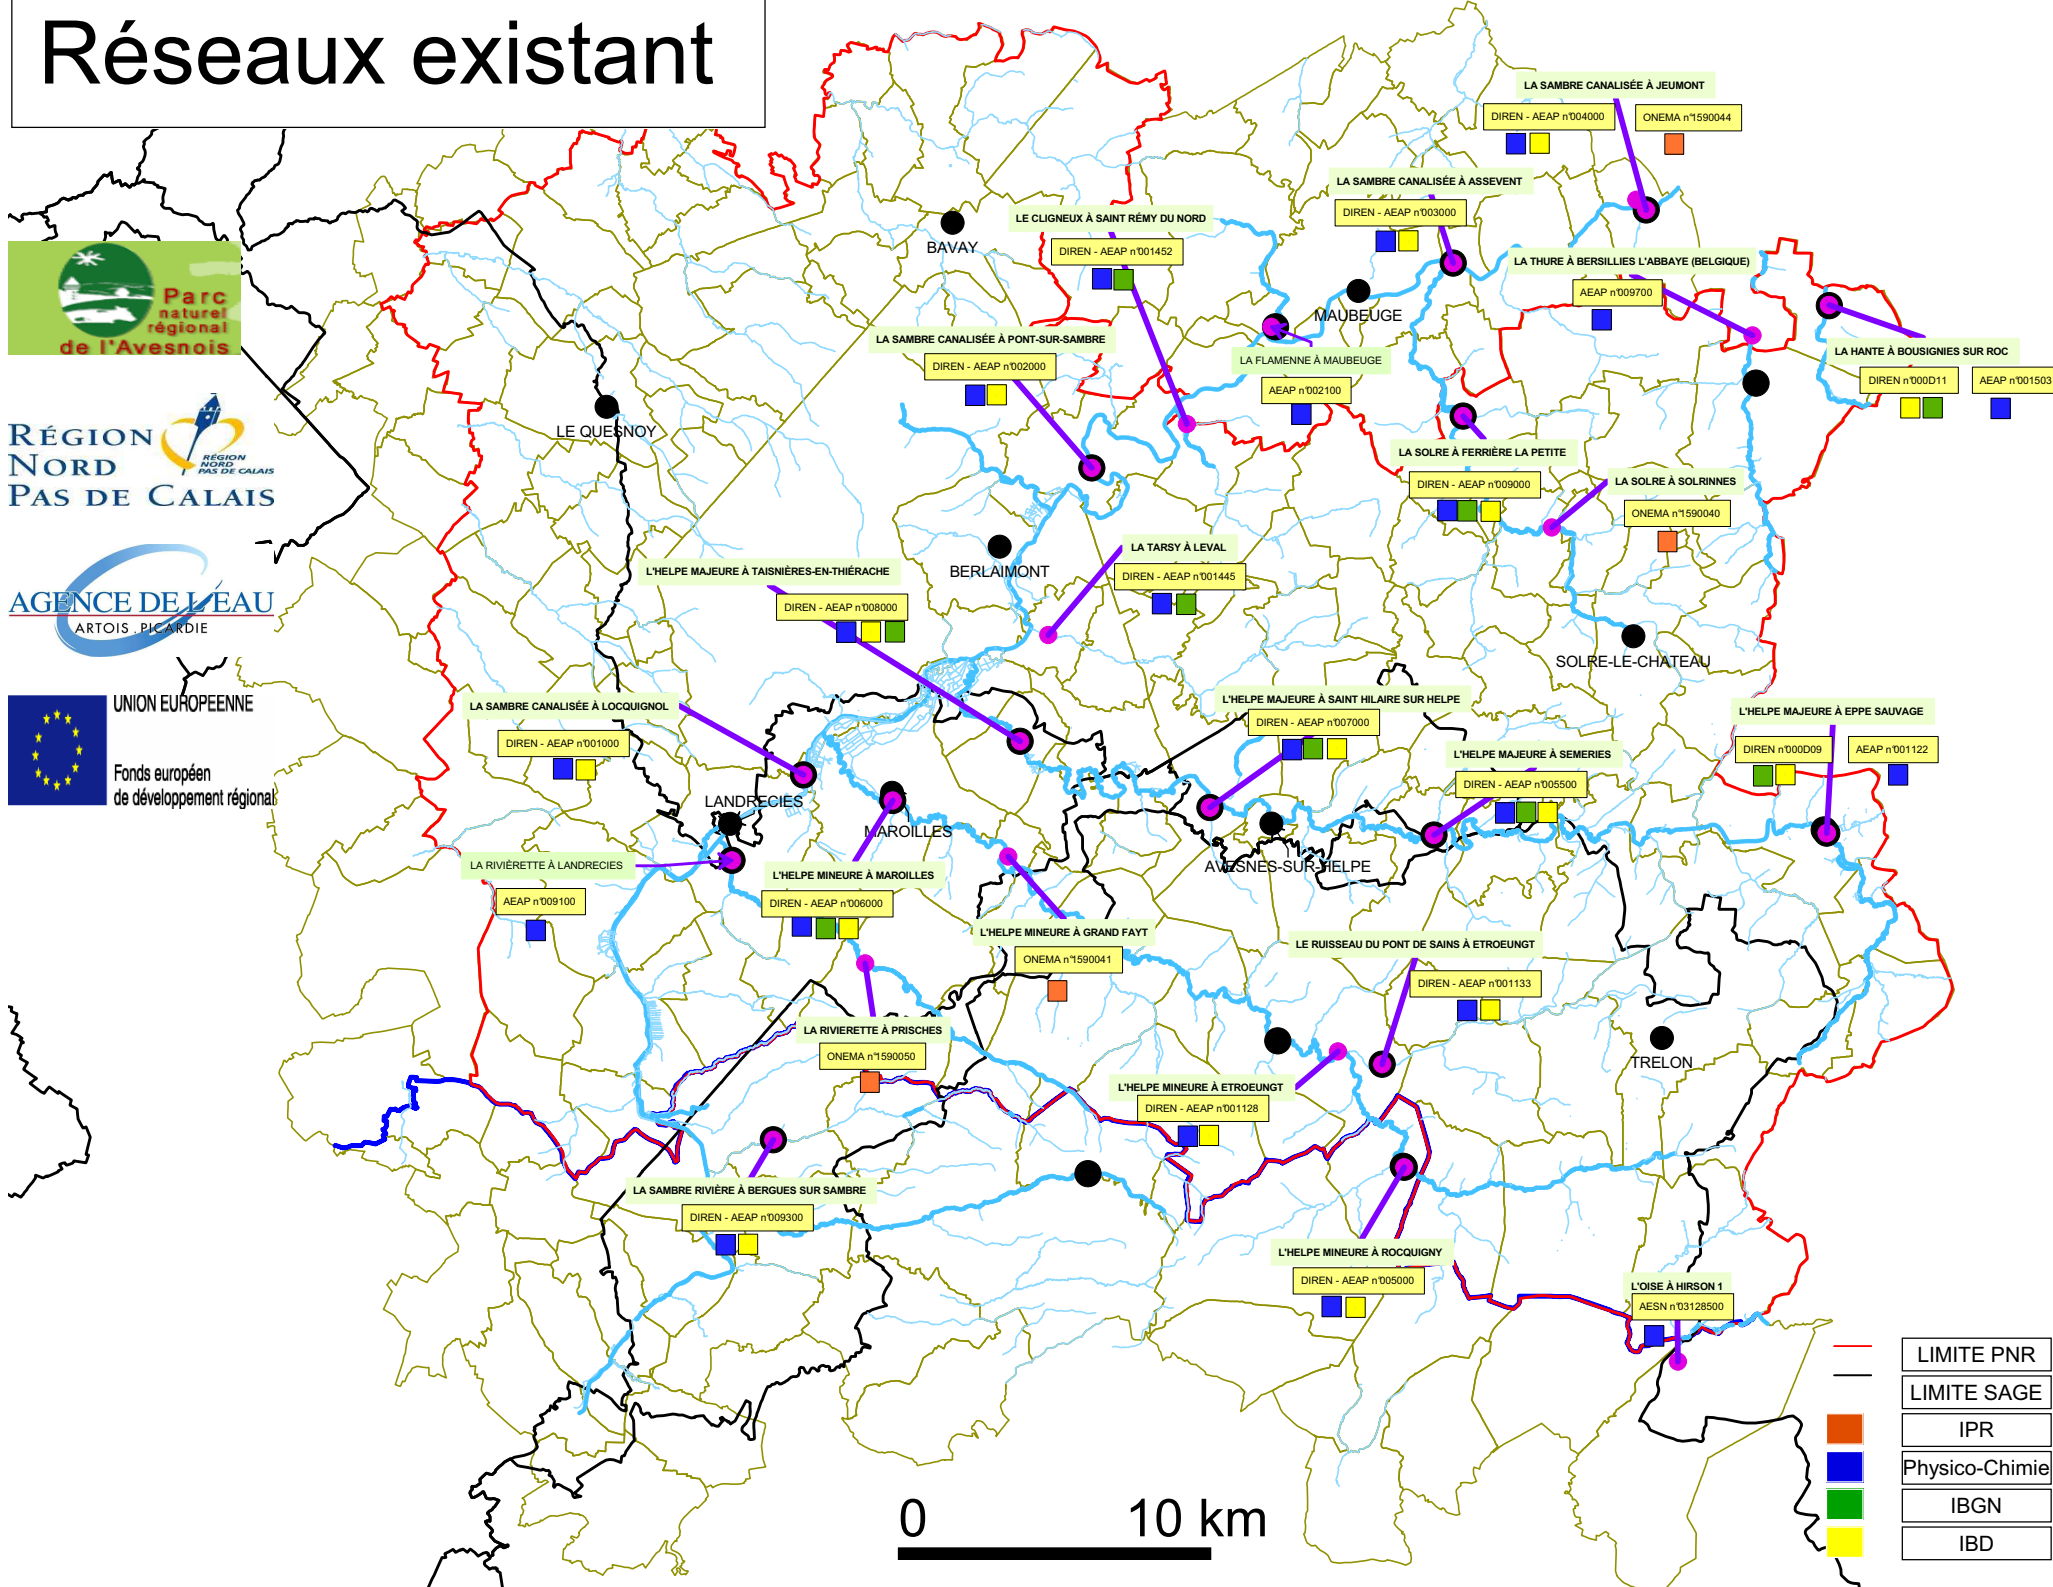 Réseaux existant
LA SAMBRE CANALISÉE À JEUMONT
DIREN - AEAP n°004000
ONEMA n°1590044
LA SAMBRE CANALISÉE À ASSEVENT
DIREN - AEAP n°003000
LE CLIGNEUX À SAINT RÉMY DU NORD
DIREN - AEAP n°001452
BAVAY
LA THURE À BERSILLIES L'ABBAYE (BELGIQUE)
AEAP n°009700
MAUBEUGE
Parc
naturel
régional
de l'Avesnois
LA SAMBRE CANALISÉE À PONT-SUR-SAMBRE
DIREN - AEAP n°002000
LA FLAMENNE À MAUBEUGE
AEAP n°002100
LA HANTE À BOUSIGNIES SUR ROC
DIREN n°000D11
AEAP n°001503
LE QUESNOY
RÉGION
NORD
PAS DE CALAIS
RÉGION
NORD
PAS DE CALAIS
LA SOLRE À FERRIÈRE LA PETITE
DIREN - AEAP n°009000
LA SOLRE À SOLRINNES
ONEMA n°1590040
BERLAIMONT
LA TARSY À LEVAL
DIREN - AEAP n°001445
L'HELPE MAJEURE À TAISNIÈRES-EN-THIÉRACHE
DIREN - AEAP n°008000
AGENCE DE L'EAU
ARTOIS . PICARDIE
SOLRE-LE-CHATEAU
UNION EUROPEENNE
Fonds européen
de développement régional
LA SAMBRE CANALISÉE À LOCQUIGNOL
DIREN - AEAP n°001000
L'HELPE MAJEURE À SAINT HILAIRE SUR HELPE
DIREN - AEAP n°007000
L'HELPE MAJEURE À EPPE SAUVAGE
DIREN n°000D09
AEAP n°001122
L'HELPE MAJEURE À SEMERIES
DIREN - AEAP n°005500
LANDRECIES
MAROILLES
AVESNES-SUR-HELPE
LA RIVIÈRETTE À LANDRECIES
AEAP n°009100
L'HELPE MINEURE À MAROILLES
DIREN - AEAP n°006000
L'HELPE MINEURE À GRAND FAYT
ONEMA n°1590041
LE RUISSEAU DU PONT DE SAINS À ETROEUNGT
DIREN - AEAP n°001133
LA RIVIERETTE À PRISCHES
ONEMA n°1590050
TRELON
L'HELPE MINEURE À ETROEUNGT
DIREN - AEAP n°001128
LA SAMBRE RIVIÈRE À BERGUES SUR SAMBRE
DIREN - AEAP n°009300
L'HELPE MINEURE À ROCQUIGNY
DIREN - AEAP n°005000
L'OISE À HIRSON 1
AESN n°03128500
LIMITE PNR
LIMITE SAGE
IPR
Physico-Chimie
IBGN
IBD
0 10 km